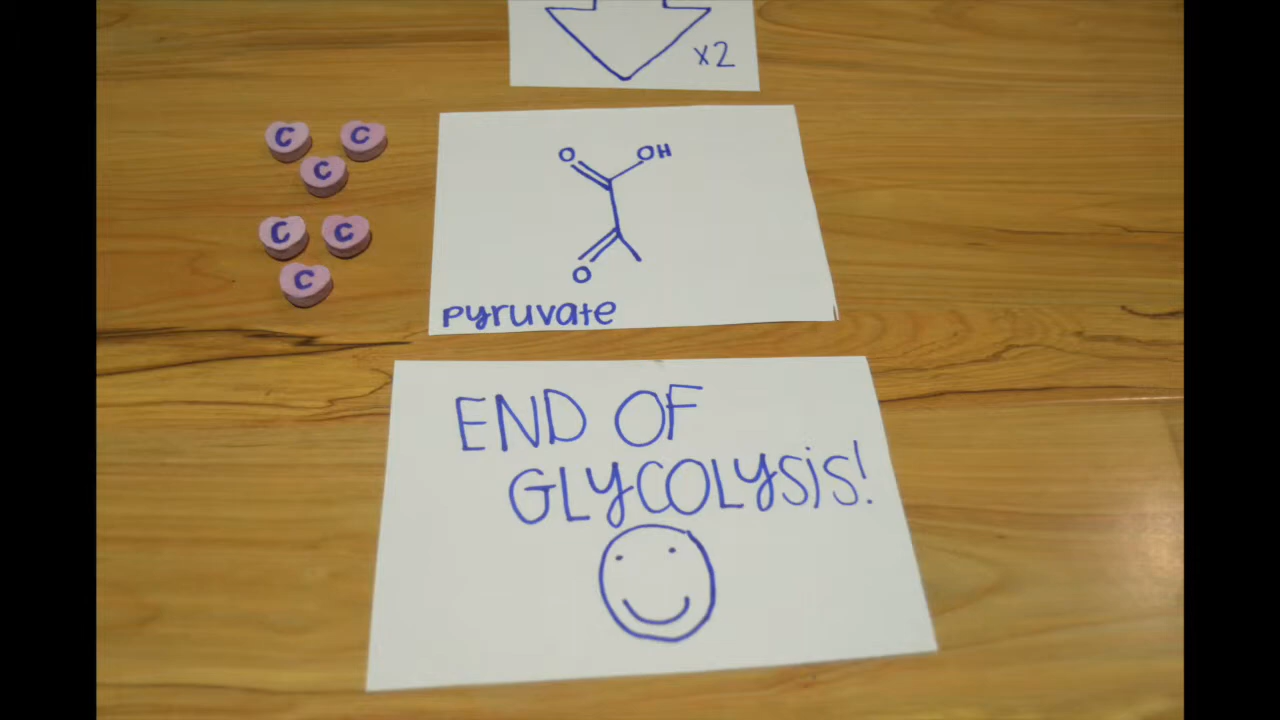 x2
C C
C
C C
C
O OH
O
pyruvate
END OF
GLYCOLYSIS!